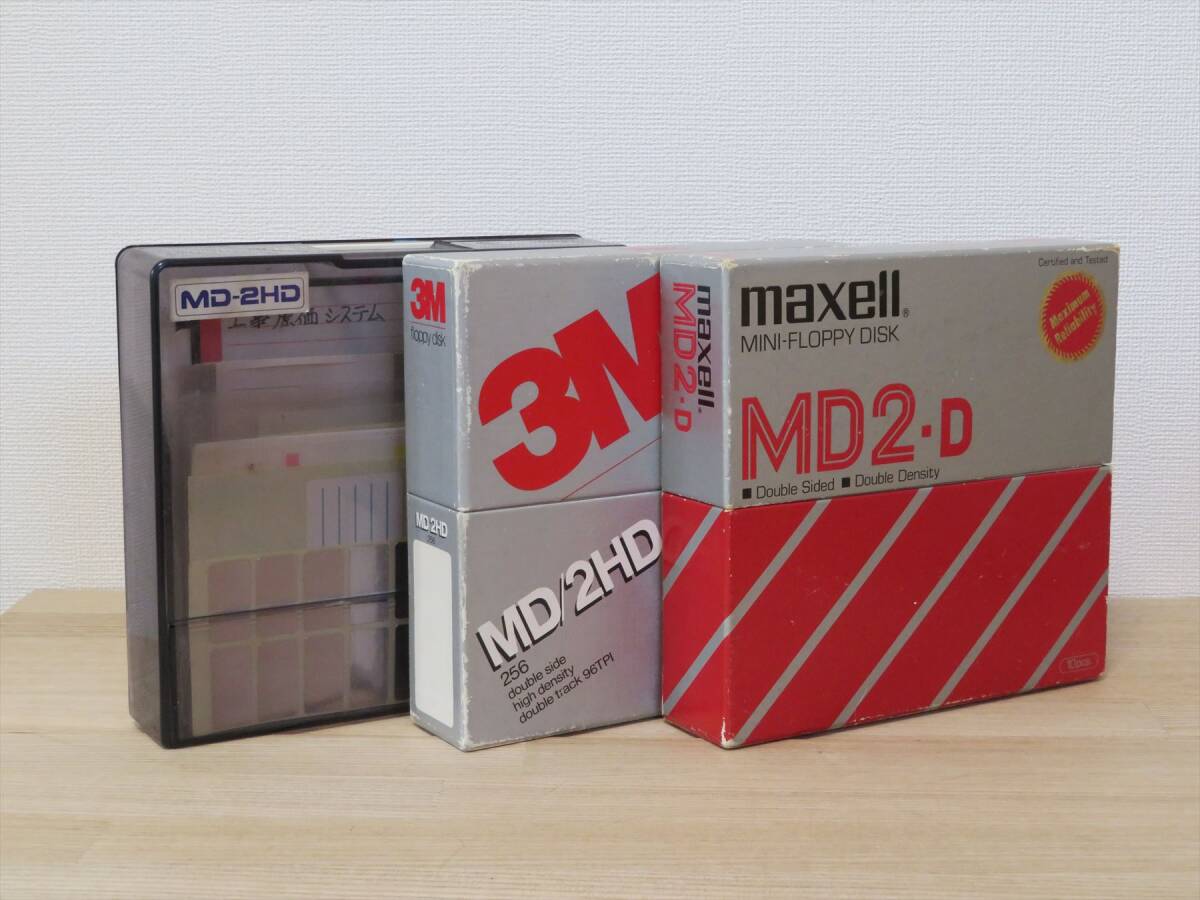 MD-2HD
工事原価システム
3M
floppy disk
3M
MD/2HD
256
MD/2HD
256
double side
high density
double track 96TPI
maxell
MD2·D
maxell®
MINI-FLOPPY DISK
Certified and Tested
Maximum
Reliability
MD2·D
■ Double Sided ■ Double Density
10pcs.